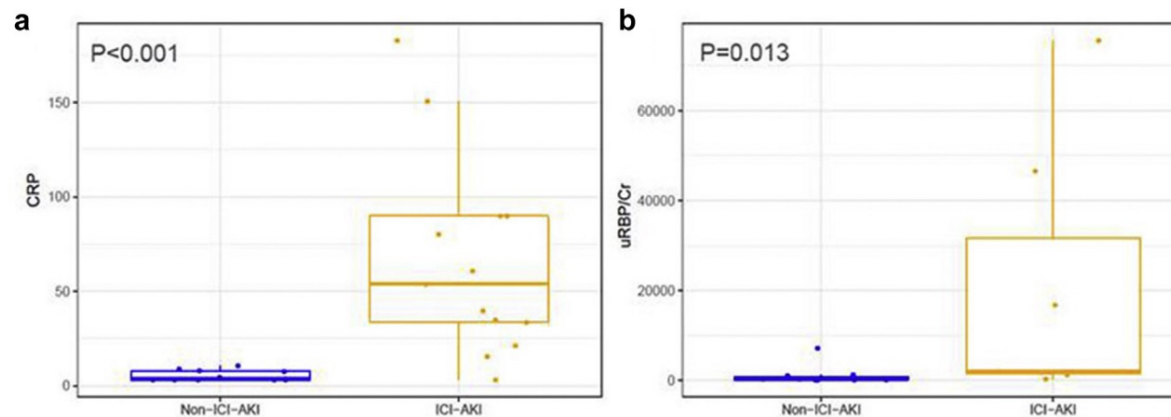 a
P<0.001
CRP
150
100
50
0
Non-ICI-AKI
ICI-AKI
b
P=0.013
uRBP/Cr
60000
40000
20000
0
Non-ICI-AKI
ICI-AKI